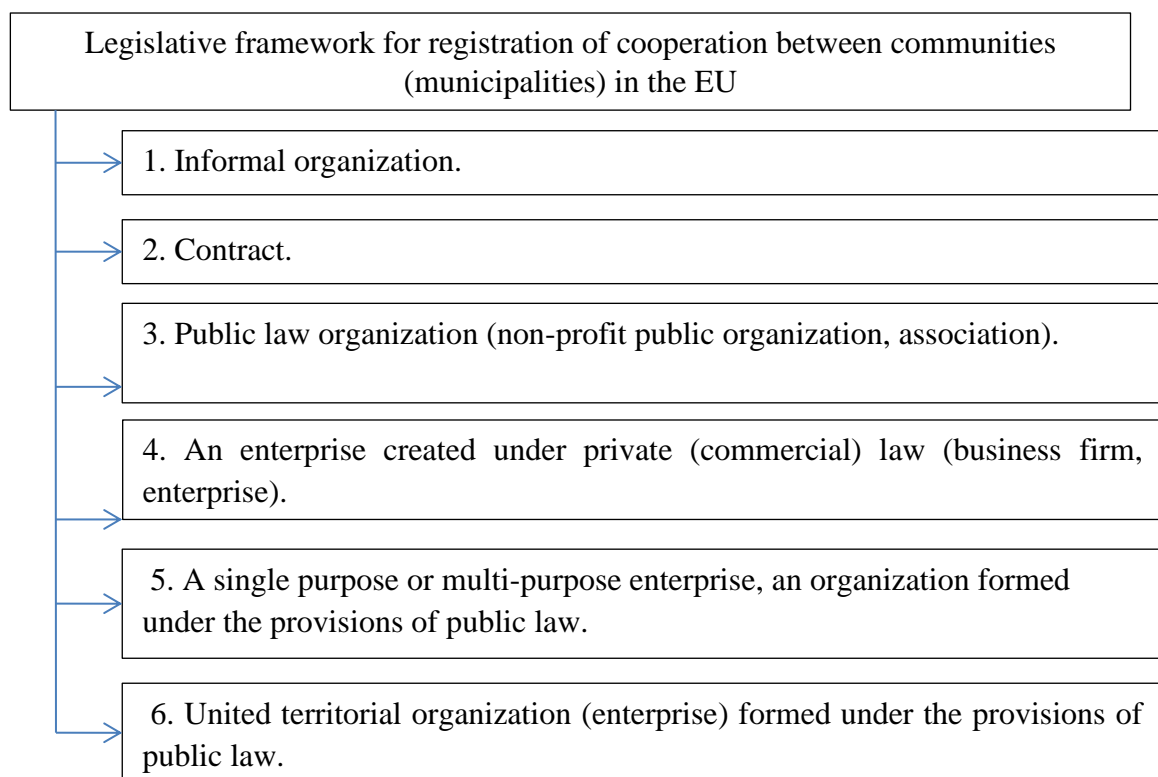 Legislative framework for registration of cooperation between communities
(municipalities) in the EU
1. Informal organization.
2. Contract.
3. Public law organization (non-profit public organization, association).
4. An enterprise created under private (commercial) law (business firm,
enterprise).
5. A single purpose or multi-purpose enterprise, an organization formed
under the provisions of public law.
6. United territorial organization (enterprise) formed under the provisions of
public law.